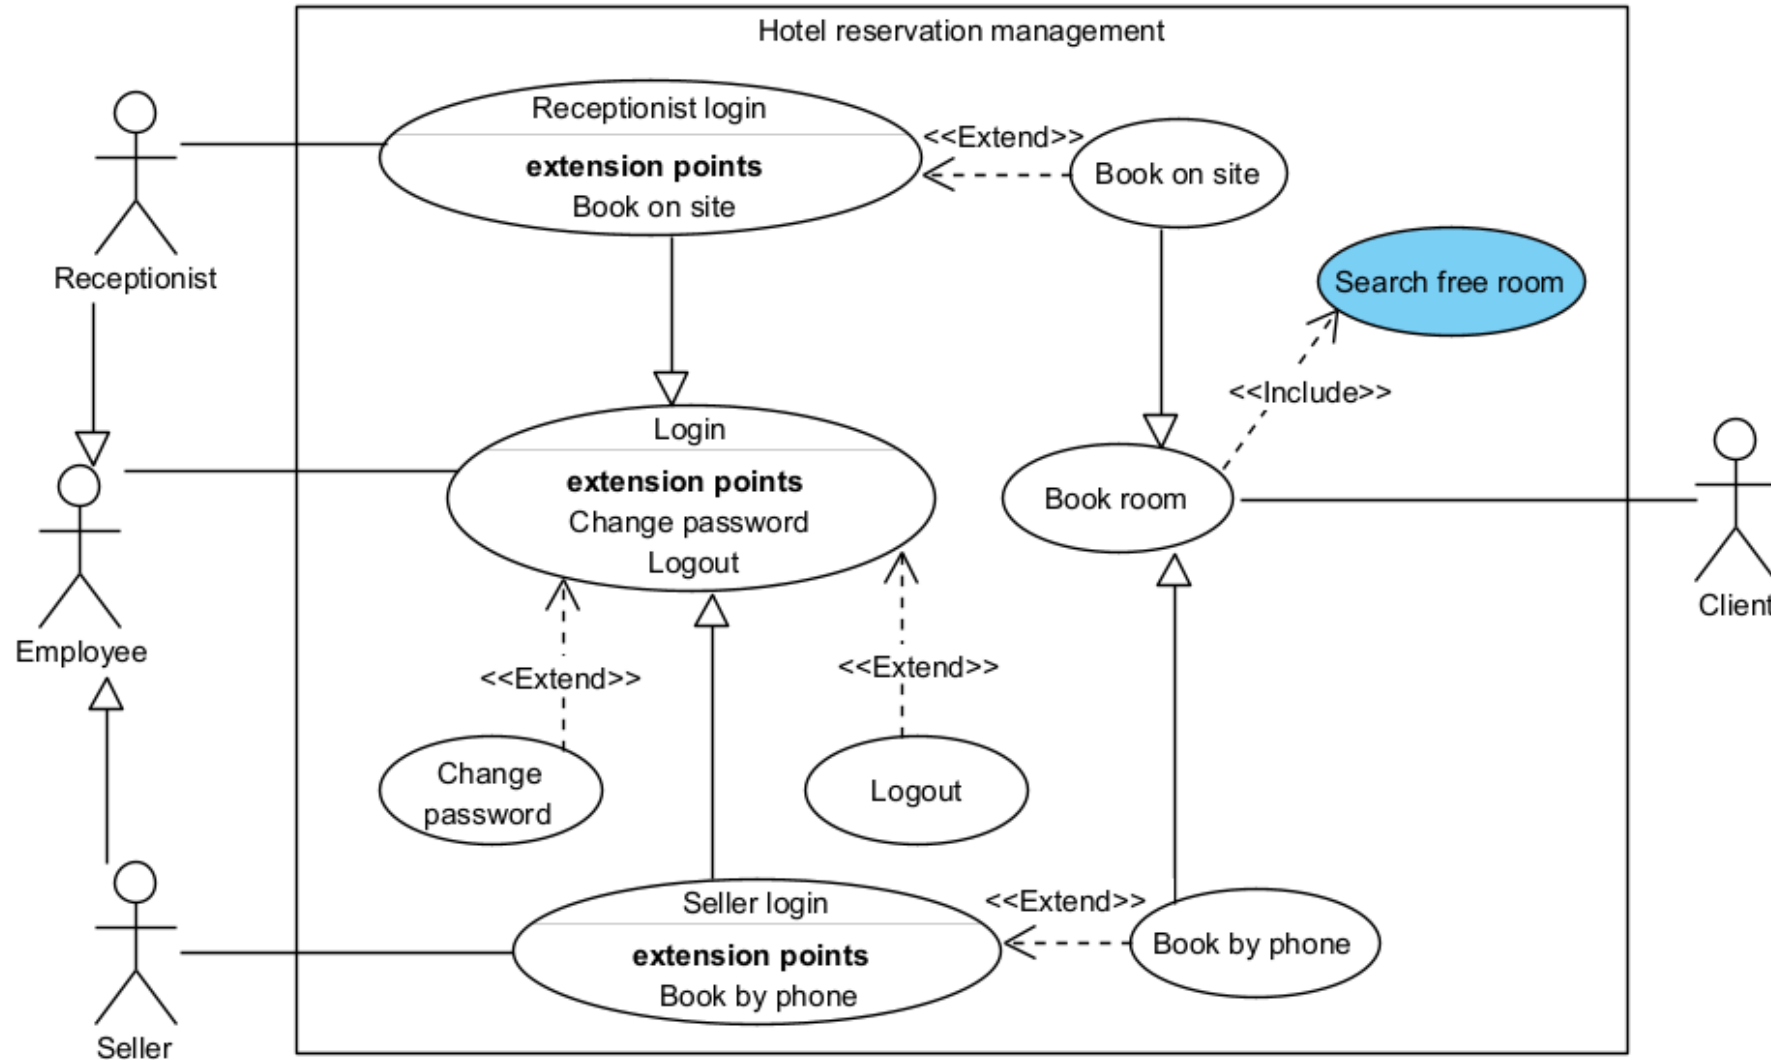 Hotel reservation management
Receptionist login
extension points
Book on site
<<Extend>>
Book on site
Receptionist
Search free room
<<Include>>
Login
extension points
Change password
Logout
Book room
Client
Employee
<<Extend>>
<<Extend>>
Change
password
Logout
Seller login
extension points
Book by phone
<<Extend>>
Book by phone
Seller